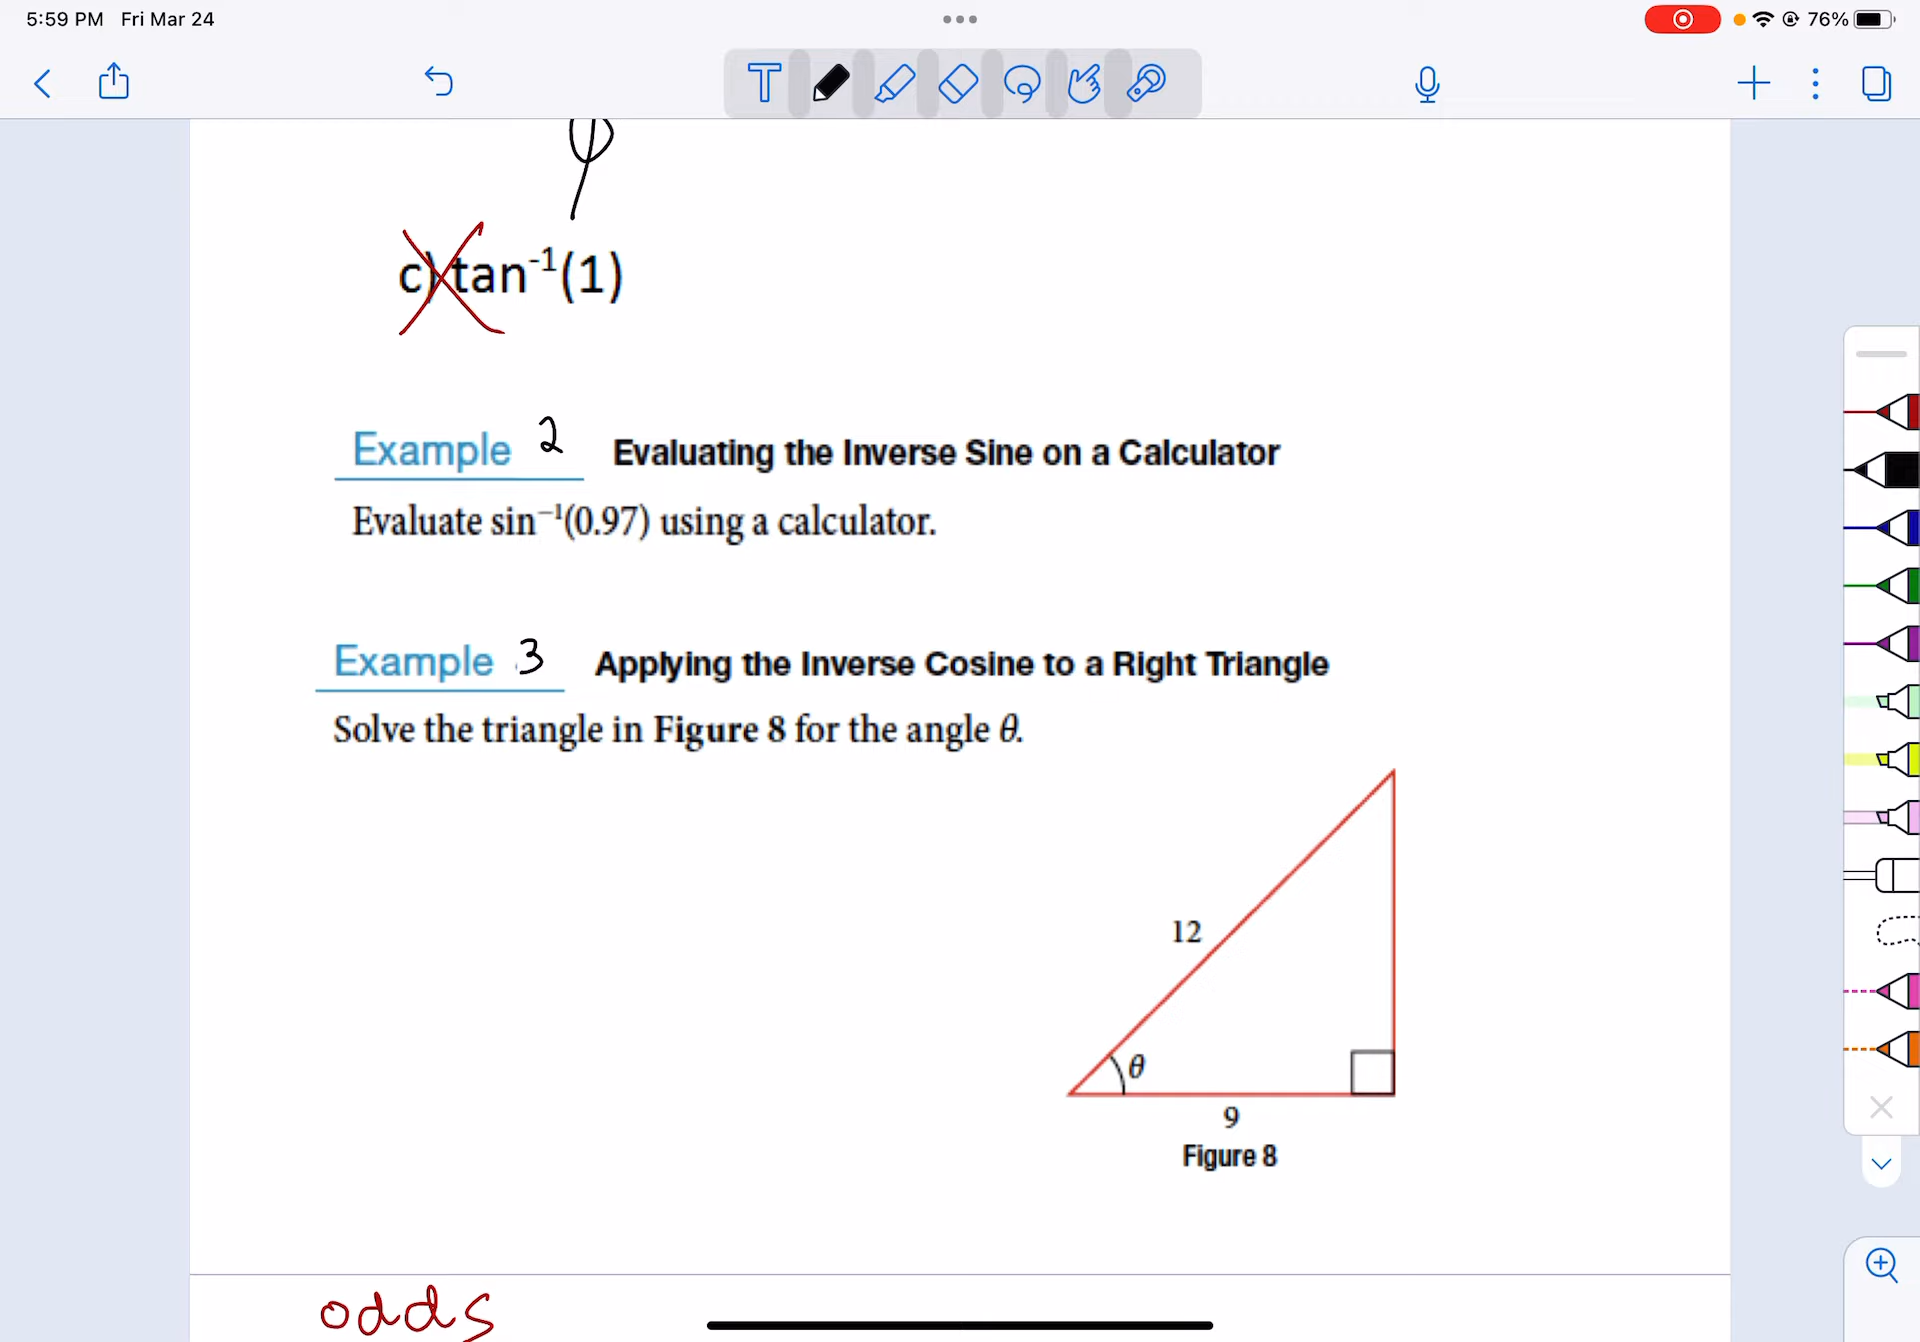 5:59 PM Fri Mar 24
76%
T
c) tan⁻¹(1)
Example 2 Evaluating the Inverse Sine on a Calculator
Evaluate sin⁻¹(0.97) using a calculator.
Example 3 Applying the Inverse Cosine to a Right Triangle
Solve the triangle in Figure 8 for the angle θ.
12
θ
9
Figure 8
odds